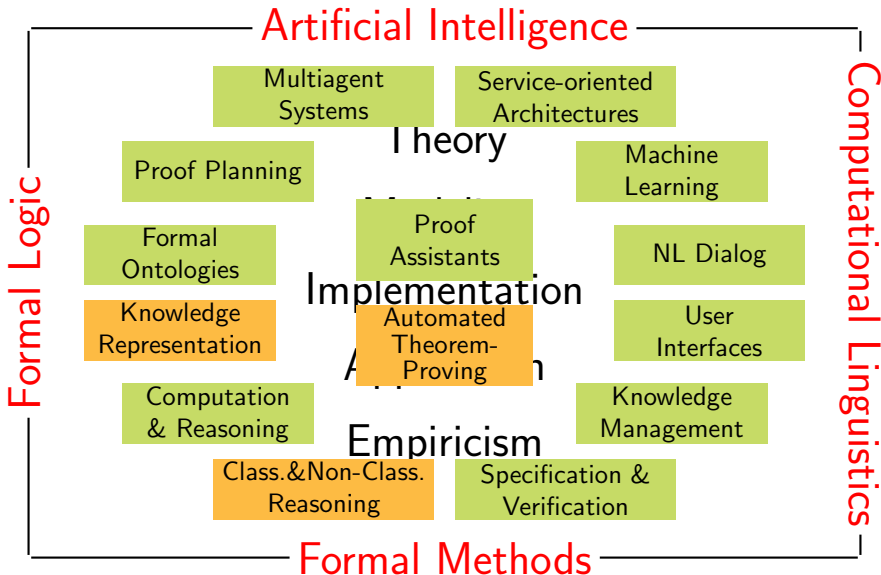 Artificial Intelligence
Multiagent
Systems
Service-oriented
Architectures
Theory
Proof Planning
Machine
Learning
Formal Logic
Computational Linguistics
Proof
Assistants
Formal
Ontologies
NL Dialog
Implementation
Knowledge
Representation
Automated
Theorem-
Proving
User
Interfaces
Computation
& Reasoning
Knowledge
Management
Empiricism
Class.&Non-Class.
Reasoning
Specification &
Verification
Formal Methods